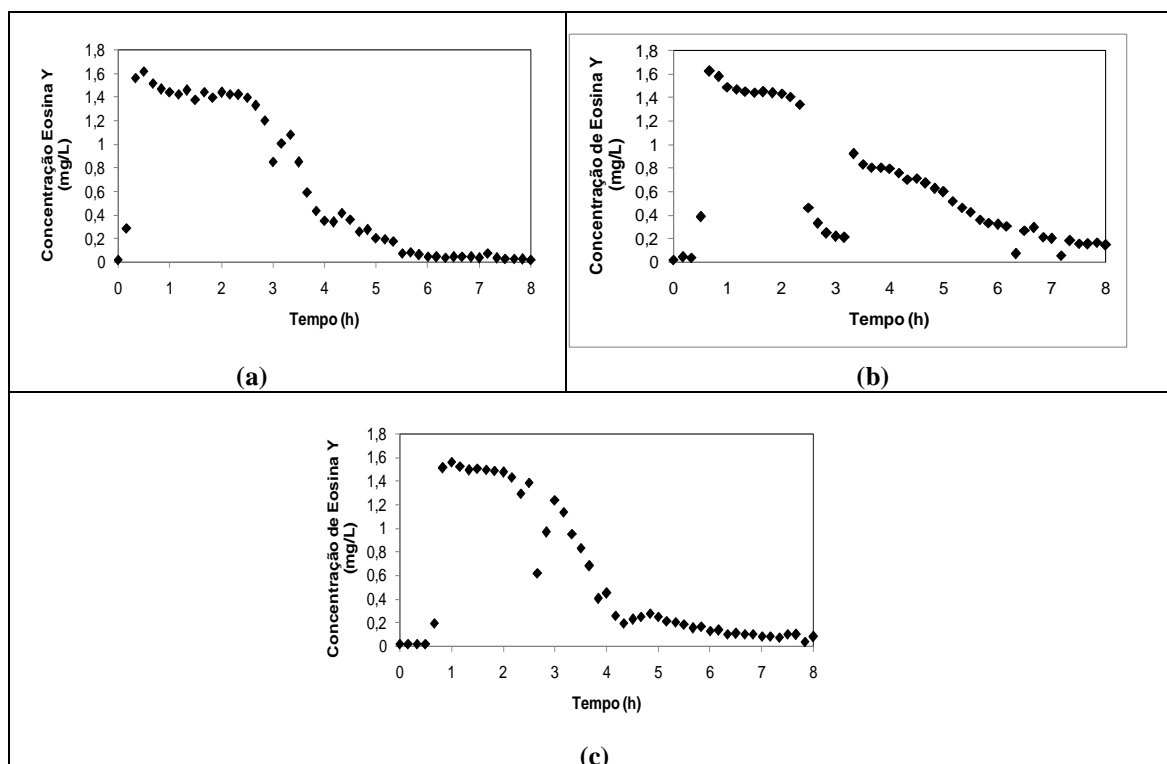 Concentração Eosina Y
(mg/L)
1,8
1,6
1,4
1,2
1
0,8
0,6
0,4
0,2
0
0 1 2 3 4 5 6 7 8
Tempo (h)
(a)
Concentração de Eosina Y
(mg/L)
1,8
1,6
1,4
1,2
1
0,8
0,6
0,4
0,2
0
0 1 2 3 4 5 6 7 8
Tempo (h)
(b)
Concentração de Eosina Y
(mg/L)
1,8
1,6
1,4
1,2
1
0,8
0,6
0,4
0,2
0
0 1 2 3 4 5 6 7 8
Tempo (h)
(c)